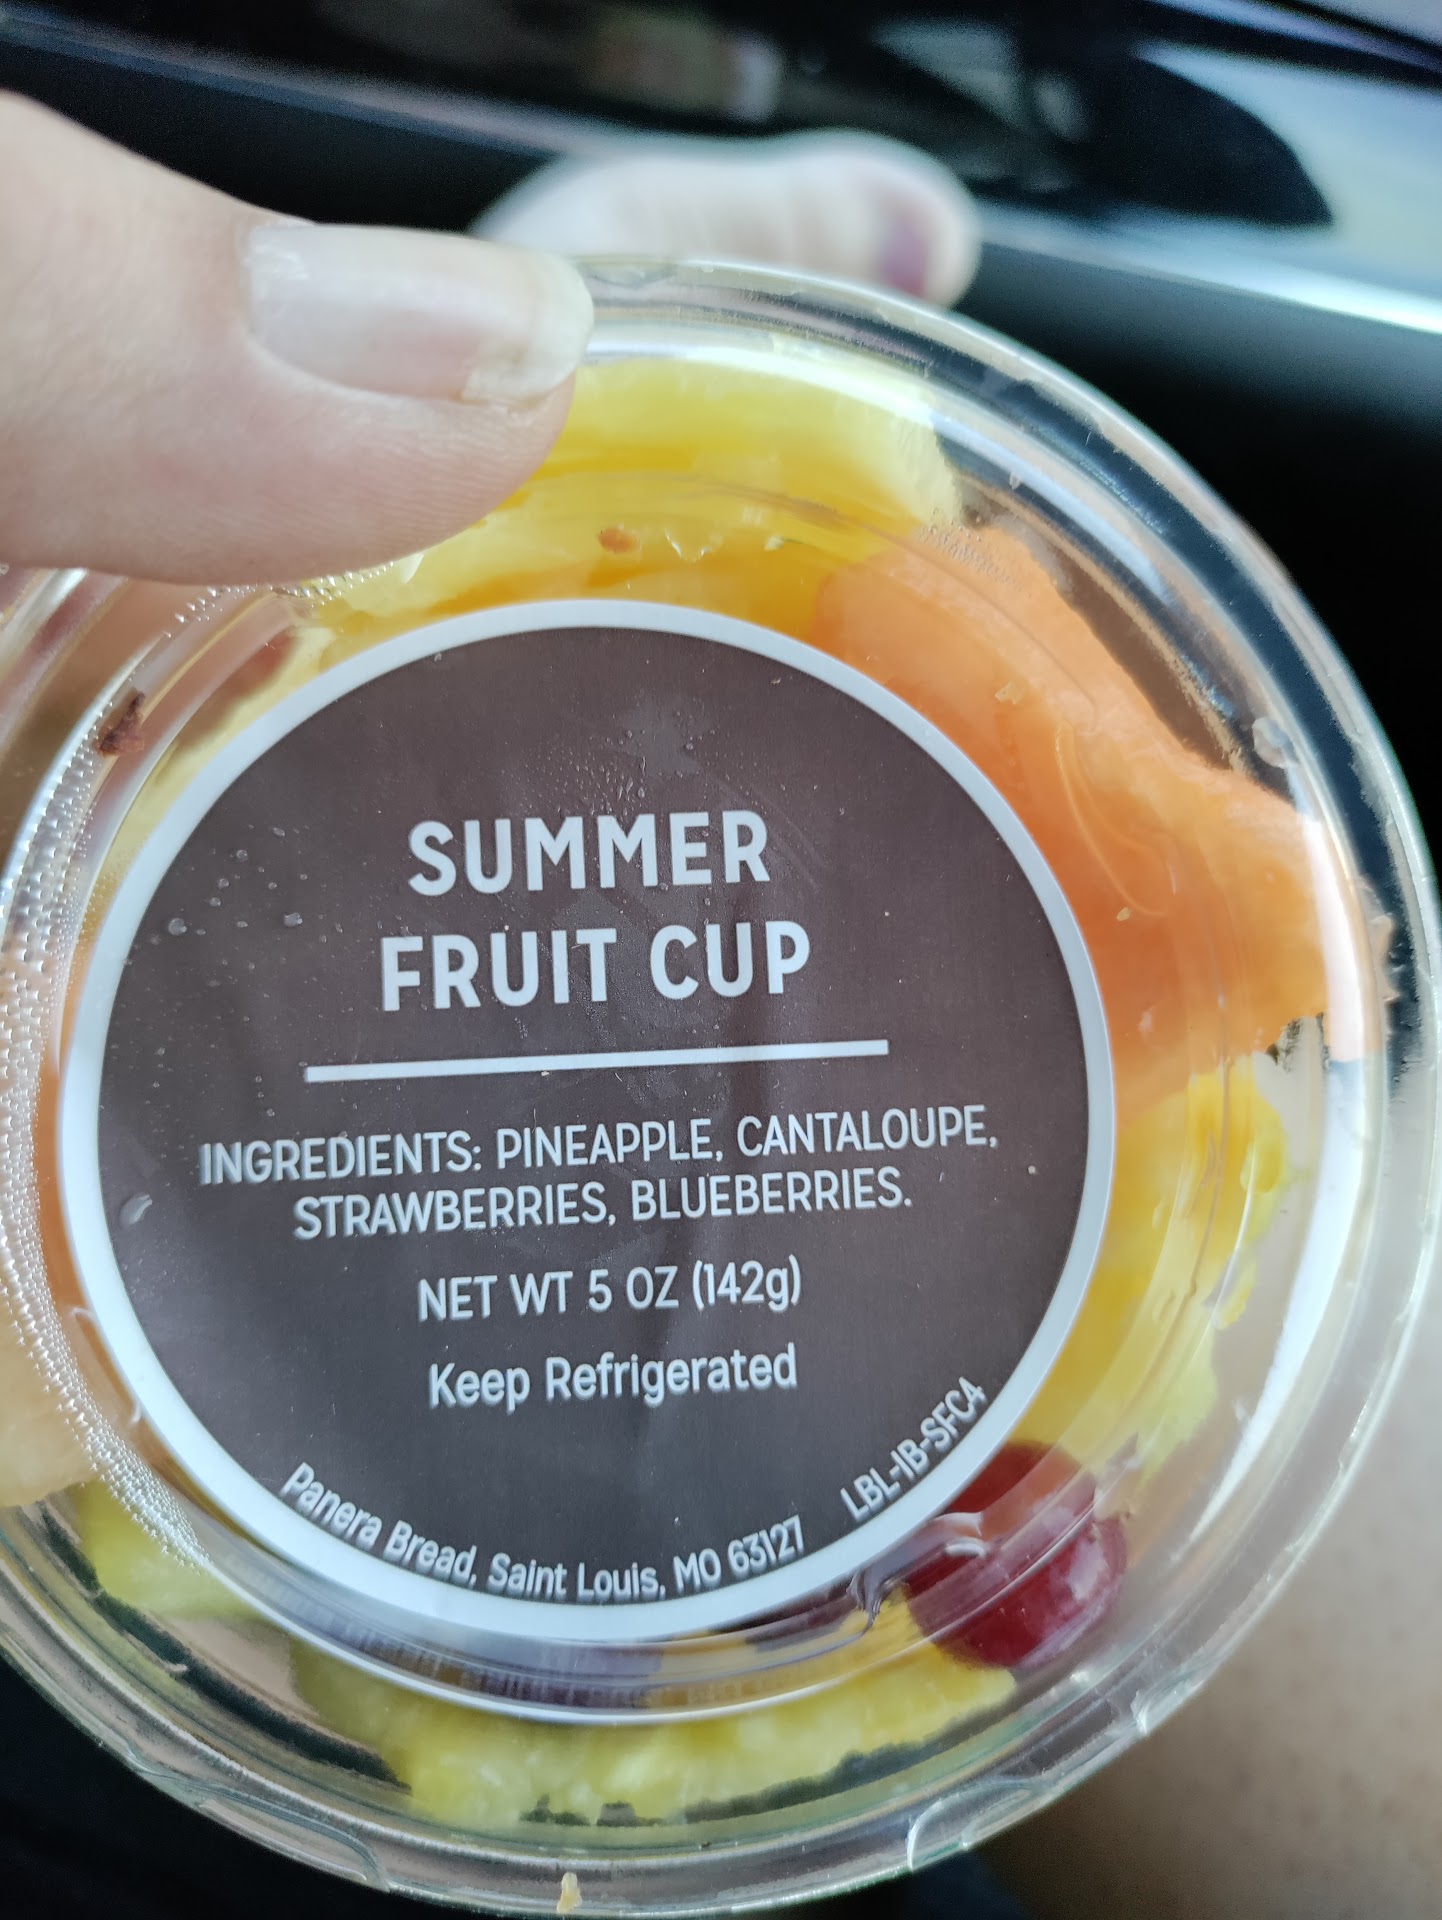 SUMMER
FRUIT CUP
INGREDIENTS: PINEAPPLE, CANTALOUPE,
STRAWBERRIES, BLUEBERRIES.
NET WT 5 OZ (142g)
Keep Refrigerated
Panera Bread, Saint Louis, MO 63127
LBL-IB-SFC4